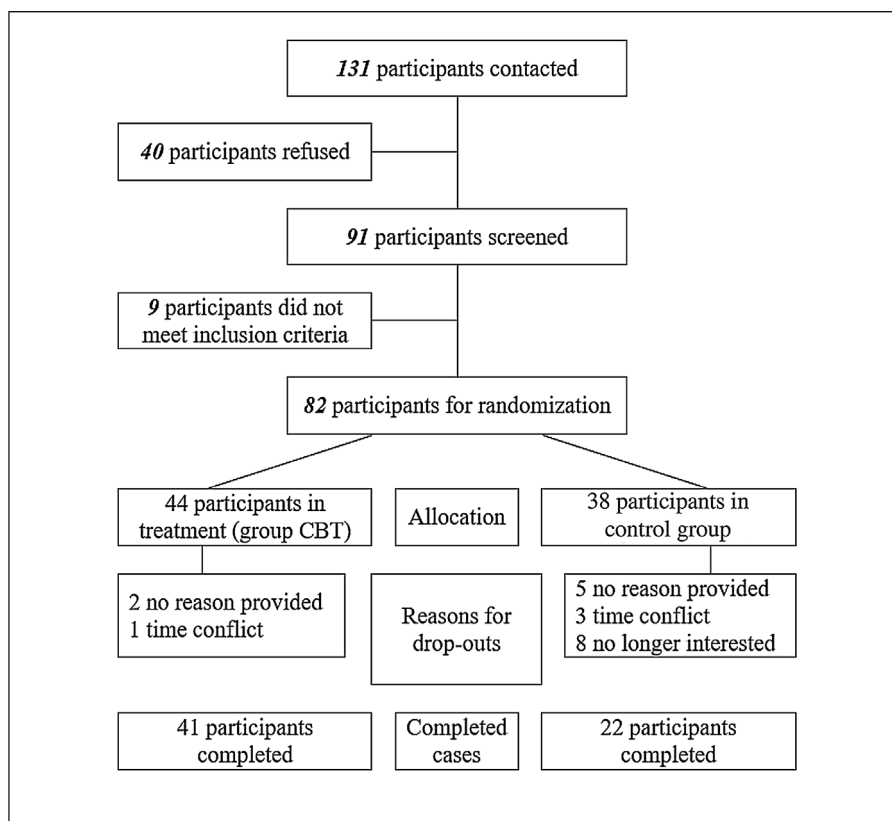 131 participants contacted
40 participants refused
91 participants screened
9 participants did not
meet inclusion criteria
82 participants for randomization
44 participants in
treatment (group CBT)
Allocation
38 participants in
control group
2 no reason provided
1 time conflict
Reasons for
drop-outs
5 no reason provided
3 time conflict
8 no longer interested
41 participants
completed
Completed
cases
22 participants
completed